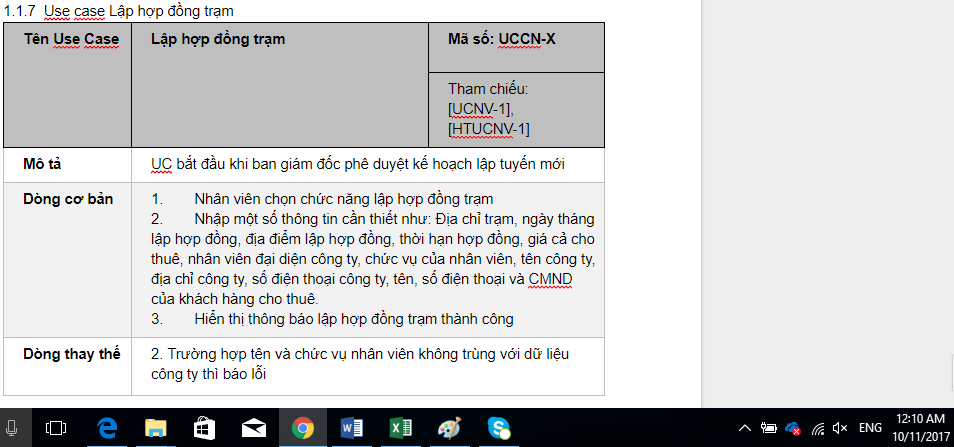 1.1.7 Use case Lập hợp đồng trạm
Tên Use Case
Lập hợp đồng trạm
Mã số: UCCN-X
Tham chiếu:
[UCNV-1],
[HTUCNV-1]
Mô tả
UC bắt đầu khi ban giám đốc phê duyệt kế hoạch lập tuyến mới
Dòng cơ bản
1. Nhân viên chọn chức năng lập hợp đồng trạm
2. Nhập một số thông tin cần thiết như: Địa chỉ trạm, ngày tháng
lập hợp đồng, địa điểm lập hợp đồng, thời hạn hợp đồng, giá cả cho
thuê, nhân viên đại diện công ty, chức vụ của nhân viên, tên công ty,
địa chỉ công ty, số điện thoại công ty, tên, số điện thoại và CMND
của khách hàng cho thuê.
3. Hiển thị thông báo lập hợp đồng trạm thành công
Dòng thay thế
2. Trường hợp tên và chức vụ nhân viên không trùng với dữ liệu
công ty thì báo lỗi
ENG
12:10 AM
10/11/2017